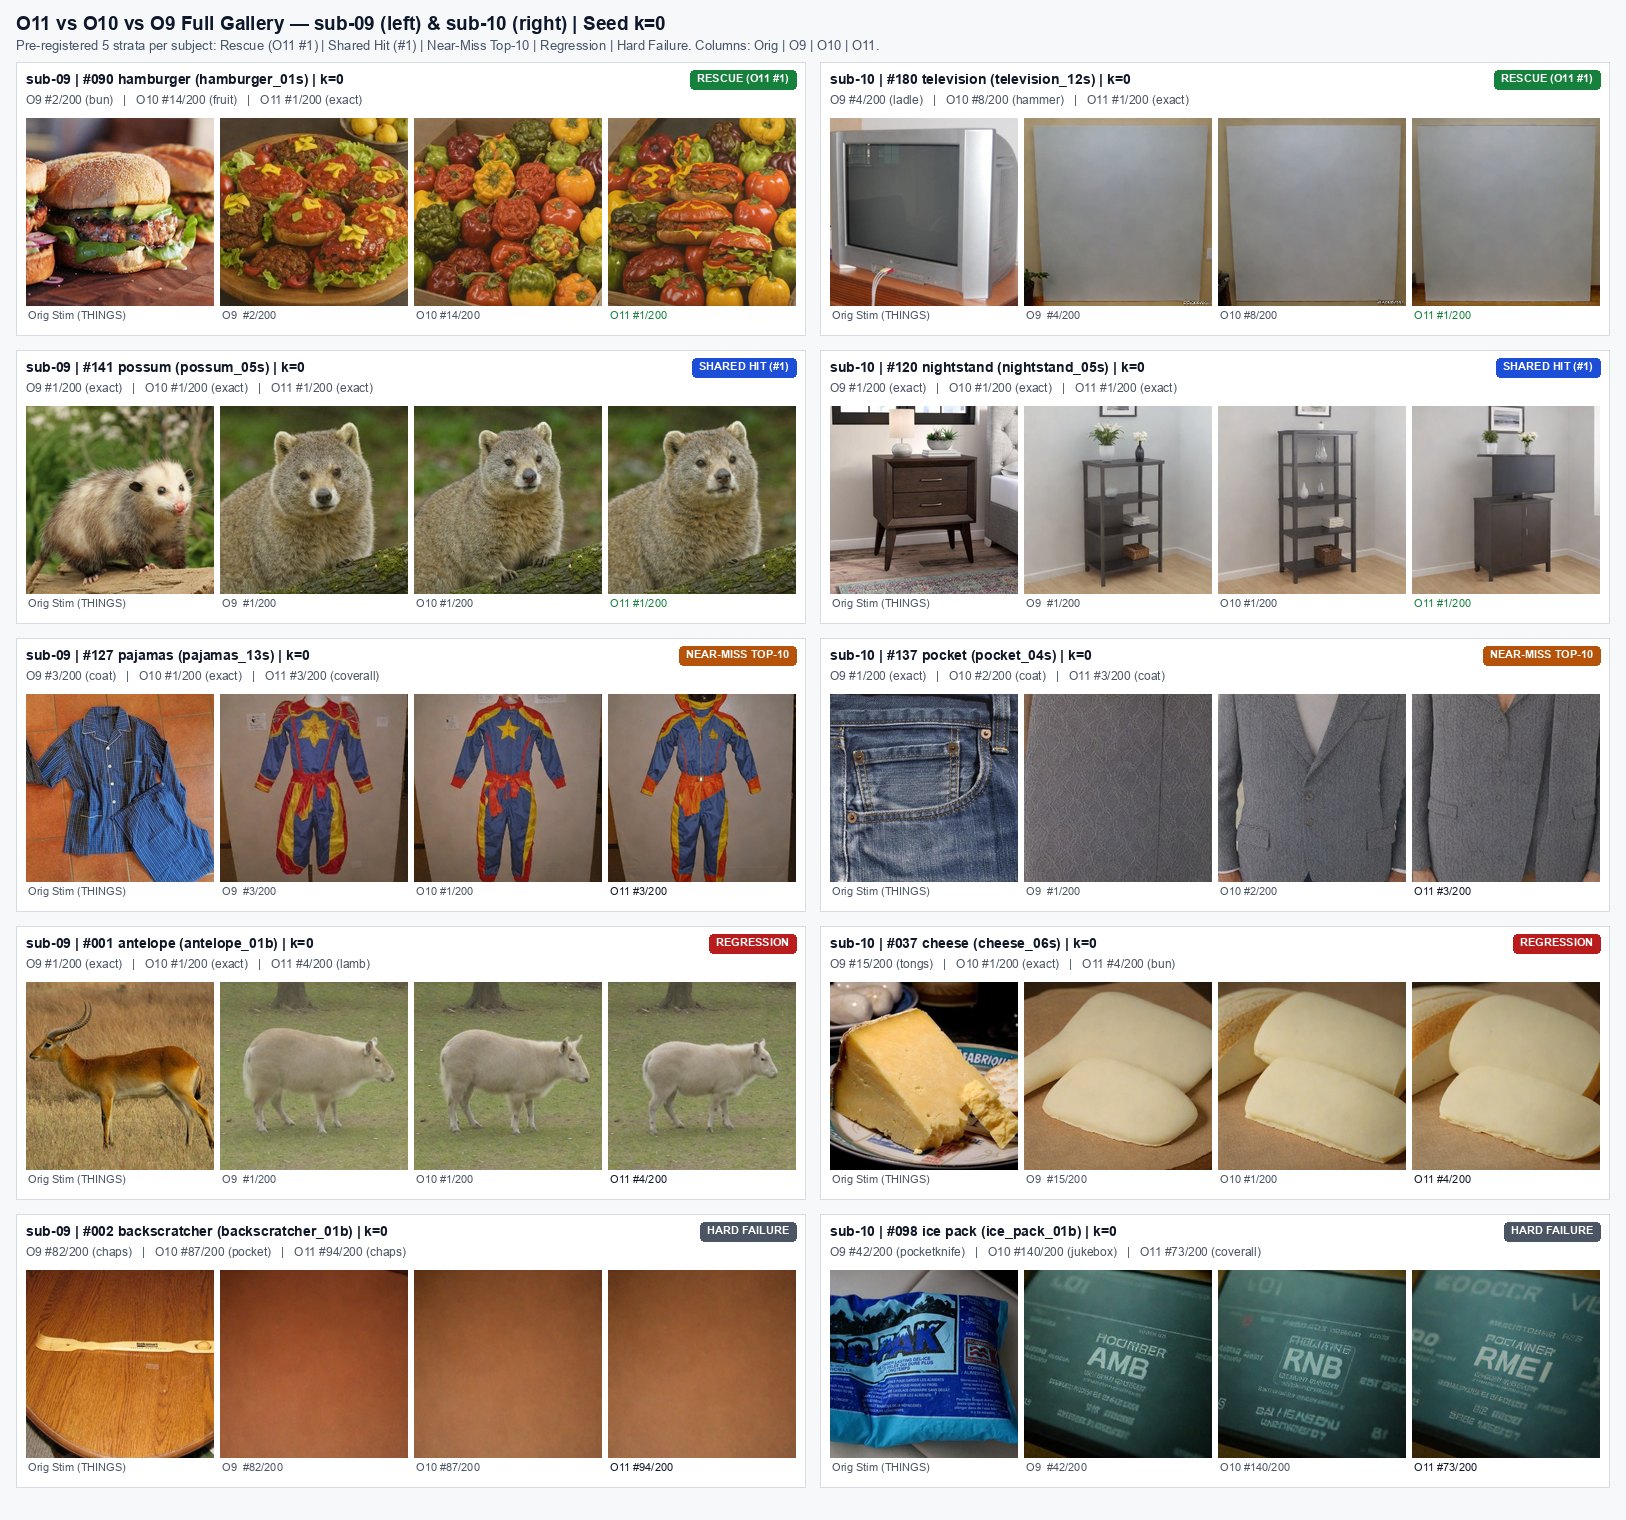 O11 vs O10 vs O9 Full Gallery — sub-09 (left) & sub-10 (right) | Seed k=0
Pre-registered 5 strata per subject: Rescue (O11 #1) | Shared Hit (#1) | Near-Miss Top-10 | Regression | Hard Failure. Columns: Orig | O9 | O10 | O11.
sub-09 | #090 hamburger (hamburger_01s) | k=0
RESCUE (O11 #1)
O9 #2/200 (bun) | O10 #14/200 (fruit) | O11 #1/200 (exact)
Orig Stim (THINGS)
O9 #2/200
O10 #14/200
O11 #1/200
sub-10 | #180 television (television_12s) | k=0
RESCUE (O11 #1)
O9 #4/200 (ladle) | O10 #8/200 (hammer) | O11 #1/200 (exact)
Orig Stim (THINGS)
O9 #4/200
O10 #8/200
O11 #1/200
sub-09 | #141 possum (possum_05s) | k=0
SHARED HIT (#1)
O9 #1/200 (exact) | O10 #1/200 (exact) | O11 #1/200 (exact)
Orig Stim (THINGS)
O9 #1/200
O10 #1/200
O11 #1/200
sub-10 | #120 nightstand (nightstand_05s) | k=0
SHARED HIT (#1)
O9 #1/200 (exact) | O10 #1/200 (exact) | O11 #1/200 (exact)
Orig Stim (THINGS)
O9 #1/200
O10 #1/200
O11 #1/200
sub-09 | #127 pajamas (pajamas_13s) | k=0
NEAR-MISS TOP-10
O9 #3/200 (coat) | O10 #1/200 (exact) | O11 #3/200 (coverall)
Orig Stim (THINGS)
O9 #3/200
O10 #1/200
O11 #3/200
sub-10 | #137 pocket (pocket_04s) | k=0
NEAR-MISS TOP-10
O9 #1/200 (exact) | O10 #2/200 (coat) | O11 #3/200 (coat)
Orig Stim (THINGS)
O9 #1/200
O10 #2/200
O11 #3/200
sub-09 | #001 antelope (antelope_01b) | k=0
REGRESSION
O9 #1/200 (exact) | O10 #1/200 (exact) | O11 #4/200 (lamb)
Orig Stim (THINGS)
O9 #1/200
O10 #1/200
O11 #4/200
sub-10 | #037 cheese (cheese_06s) | k=0
REGRESSION
O9 #15/200 (tongs) | O10 #1/200 (exact) | O11 #4/200 (bun)
Orig Stim (THINGS)
O9 #15/200
O10 #1/200
O11 #4/200
sub-09 | #002 backscratcher (backscratcher_01b) | k=0
HARD FAILURE
O9 #82/200 (chaps) | O10 #87/200 (pocket) | O11 #94/200 (chaps)
Orig Stim (THINGS)
O9 #82/200
O10 #87/200
O11 #94/200
sub-10 | #098 ice pack (ice_pack_01b) | k=0
HARD FAILURE
O9 #42/200 (pocketknife) | O10 #140/200 (jukebox) | O11 #73/200 (coverall)
AMB
RNB
RMEI
Orig Stim (THINGS)
O9 #42/200
O10 #140/200
O11 #73/200